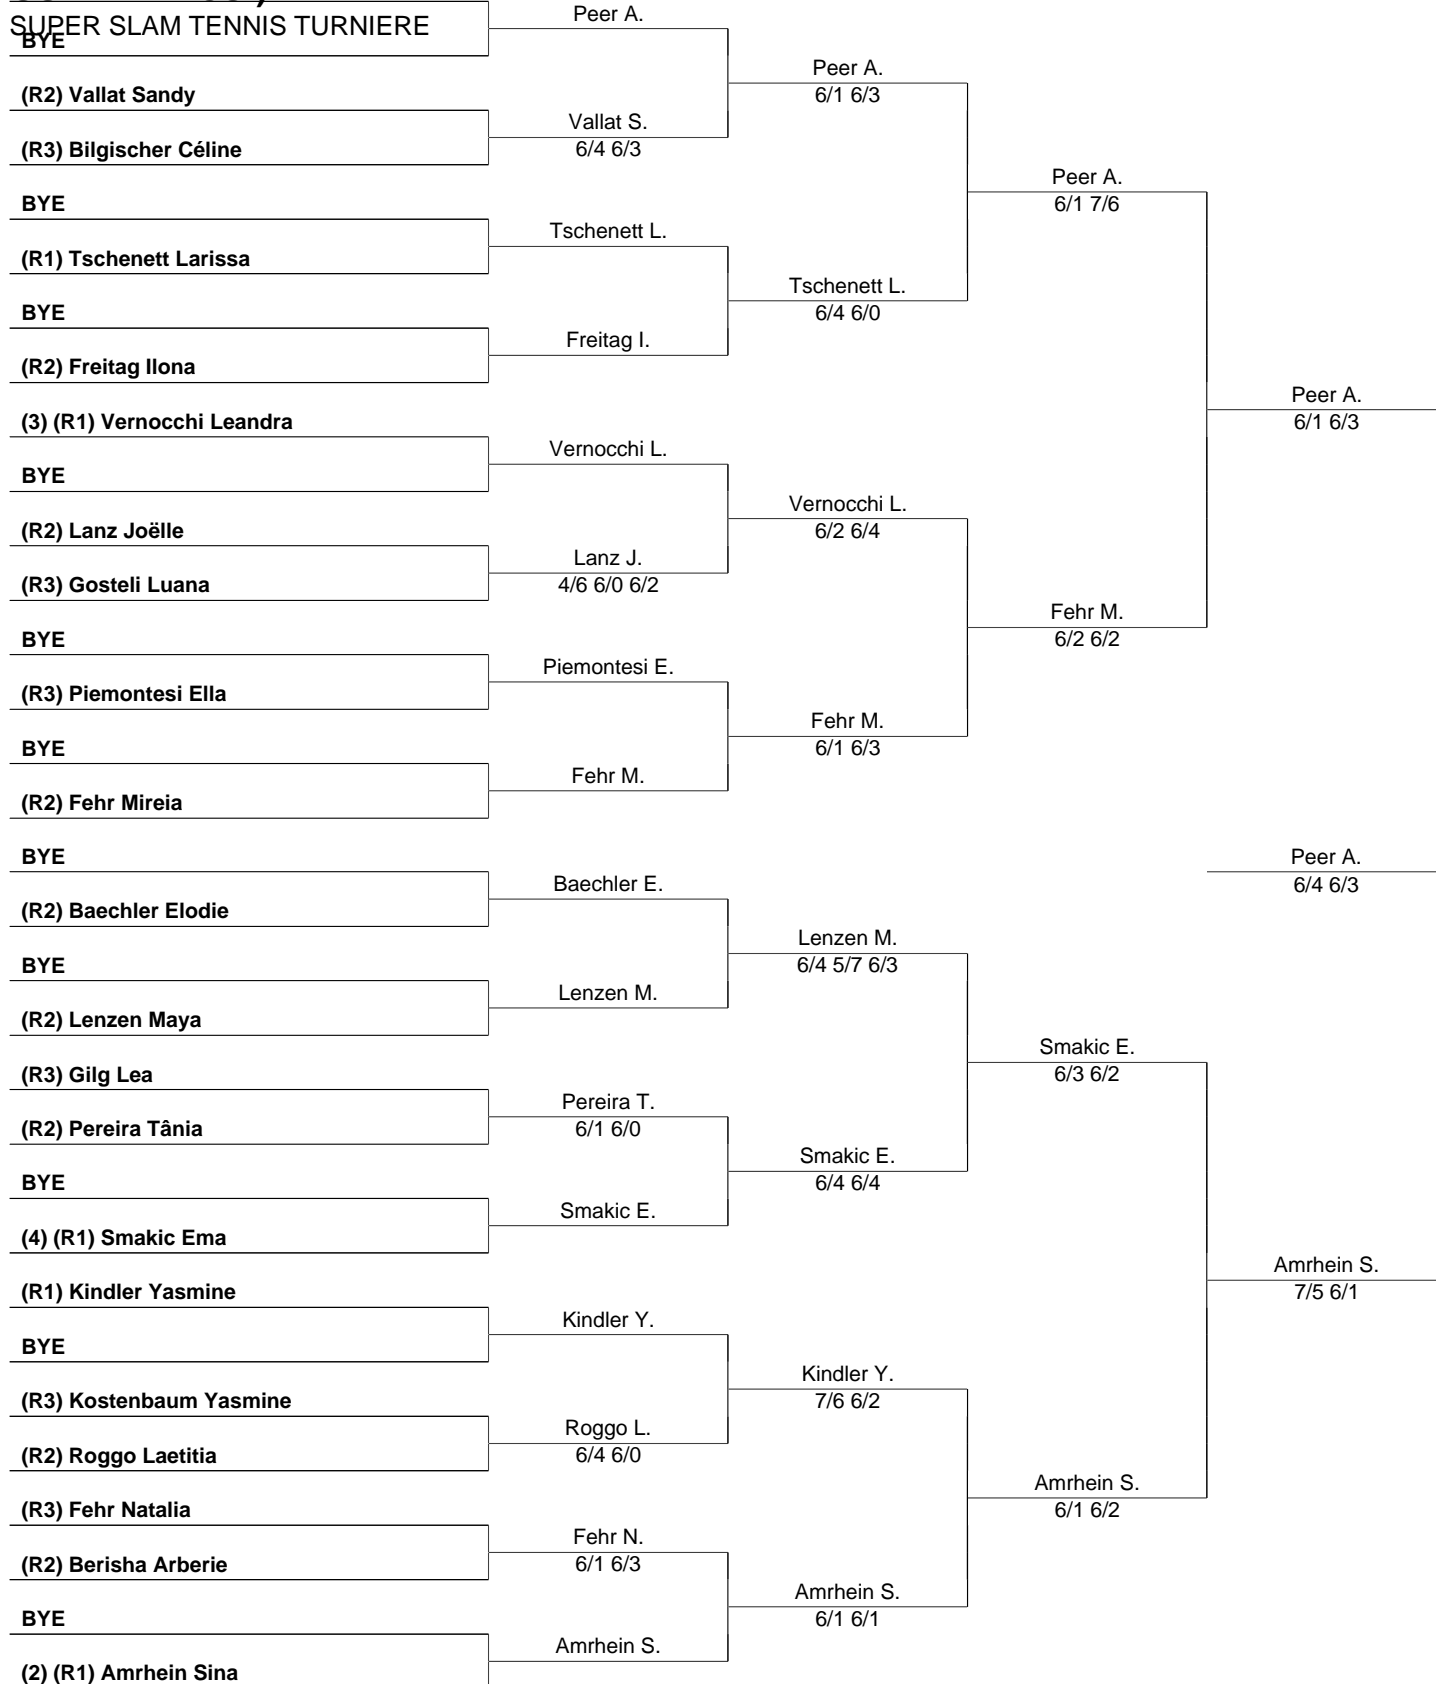 SUPER SLAM TENNIS TURNIERE
BYE
(R2) Vallat Sandy
(R3) Bilgischer Céline
BYE
(R1) Tschenett Larissa
BYE
(R2) Freitag Ilona
(3) (R1) Vernocchi Leandra
BYE
(R2) Lanz Joëlle
(R3) Gosteli Luana
BYE
(R3) Piemontesi Ella
BYE
(R2) Fehr Mireia
BYE
(R2) Baechler Elodie
BYE
(R2) Lenzen Maya
(R3) Gilg Lea
(R2) Pereira Tânia
BYE
(4) (R1) Smakic Ema
(R1) Kindler Yasmine
BYE
(R3) Kostenbaum Yasmine
(R2) Roggo Laetitia
(R3) Fehr Natalia
(R2) Berisha Arberie
BYE
(2) (R1) Amrhein Sina
Peer A.
Vallat S.
6/4 6/3
Tschenett L.
Freitag I.
Vernocchi L.
Lanz J.
4/6 6/0 6/2
Piemontesi E.
Fehr M.
Baechler E.
Lenzen M.
Pereira T.
6/1 6/0
Smakic E.
Kindler Y.
Roggo L.
6/4 6/0
Fehr N.
6/1 6/3
Amrhein S.
Peer A.
6/1 6/3
Tschenett L.
6/4 6/0
Vernocchi L.
6/2 6/4
Fehr M.
6/1 6/3
Lenzen M.
6/4 5/7 6/3
Smakic E.
6/4 6/4
Kindler Y.
7/6 6/2
Amrhein S.
6/1 6/1
Peer A.
6/1 7/6
Fehr M.
6/2 6/2
Smakic E.
6/3 6/2
Amrhein S.
6/1 6/2
Peer A.
6/1 6/3
Peer A.
6/4 6/3
Amrhein S.
7/5 6/1